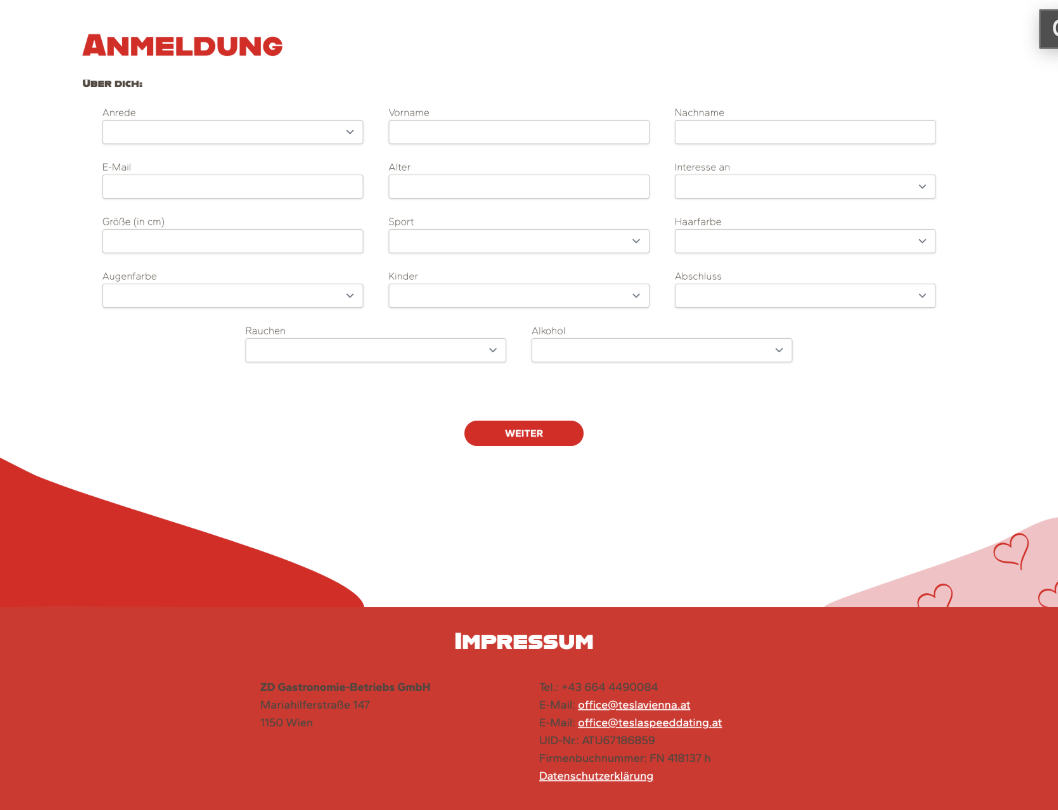 ANMELDUNG
ÜBER DICH:
Anrede Vorname Nachname
E-Mail Alter Interesse an
Größe (in cm) Sport Haarfarbe
Augenfarbe Kinder Abschluss
Rauchen Alkohol
WEITER
IMPRESSUM
ZD Gastronomie-Betriebs GmbH
Mariahilferstraße 147
1150 Wien
Tel.: +43 664 4490084
E-Mail: office@teslavienna.at
E-Mail: office@teslaspeeddating.at
UID-Nr.: ATU67186859
Firmenbuchnummer: FN 418137 h
Datenschutzerklärung